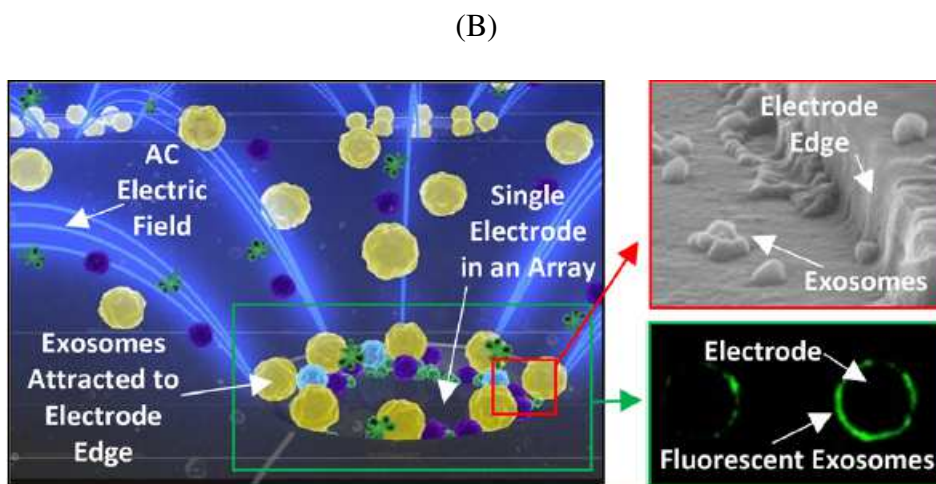 (B)
AC
Electric
Field
Single
Electrode
in an Array
Exosomes
Attracted to
Electrode
Edge
Electrode
Edge
Exosomes
Electrode
Fluorescent Exosomes